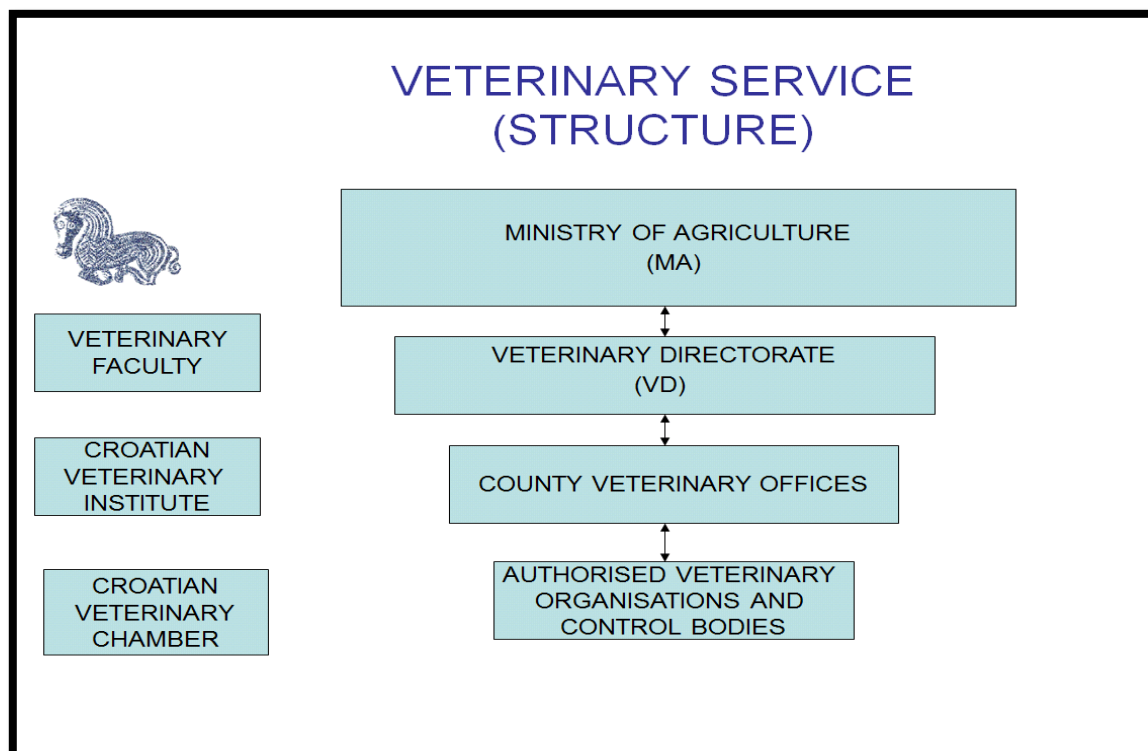 VETERINARY SERVICE
(STRUCTURE)
MINISTRY OF AGRICULTURE
(MA)
VETERINARY
FACULTY
VETERINARY DIRECTORATE
(VD)
CROATIAN
VETERINARY
INSTITUTE
COUNTY VETERINARY OFFICES
CROATIAN
VETERINARY
CHAMBER
AUTHORISED VETERINARY
ORGANISATIONS AND
CONTROL BODIES